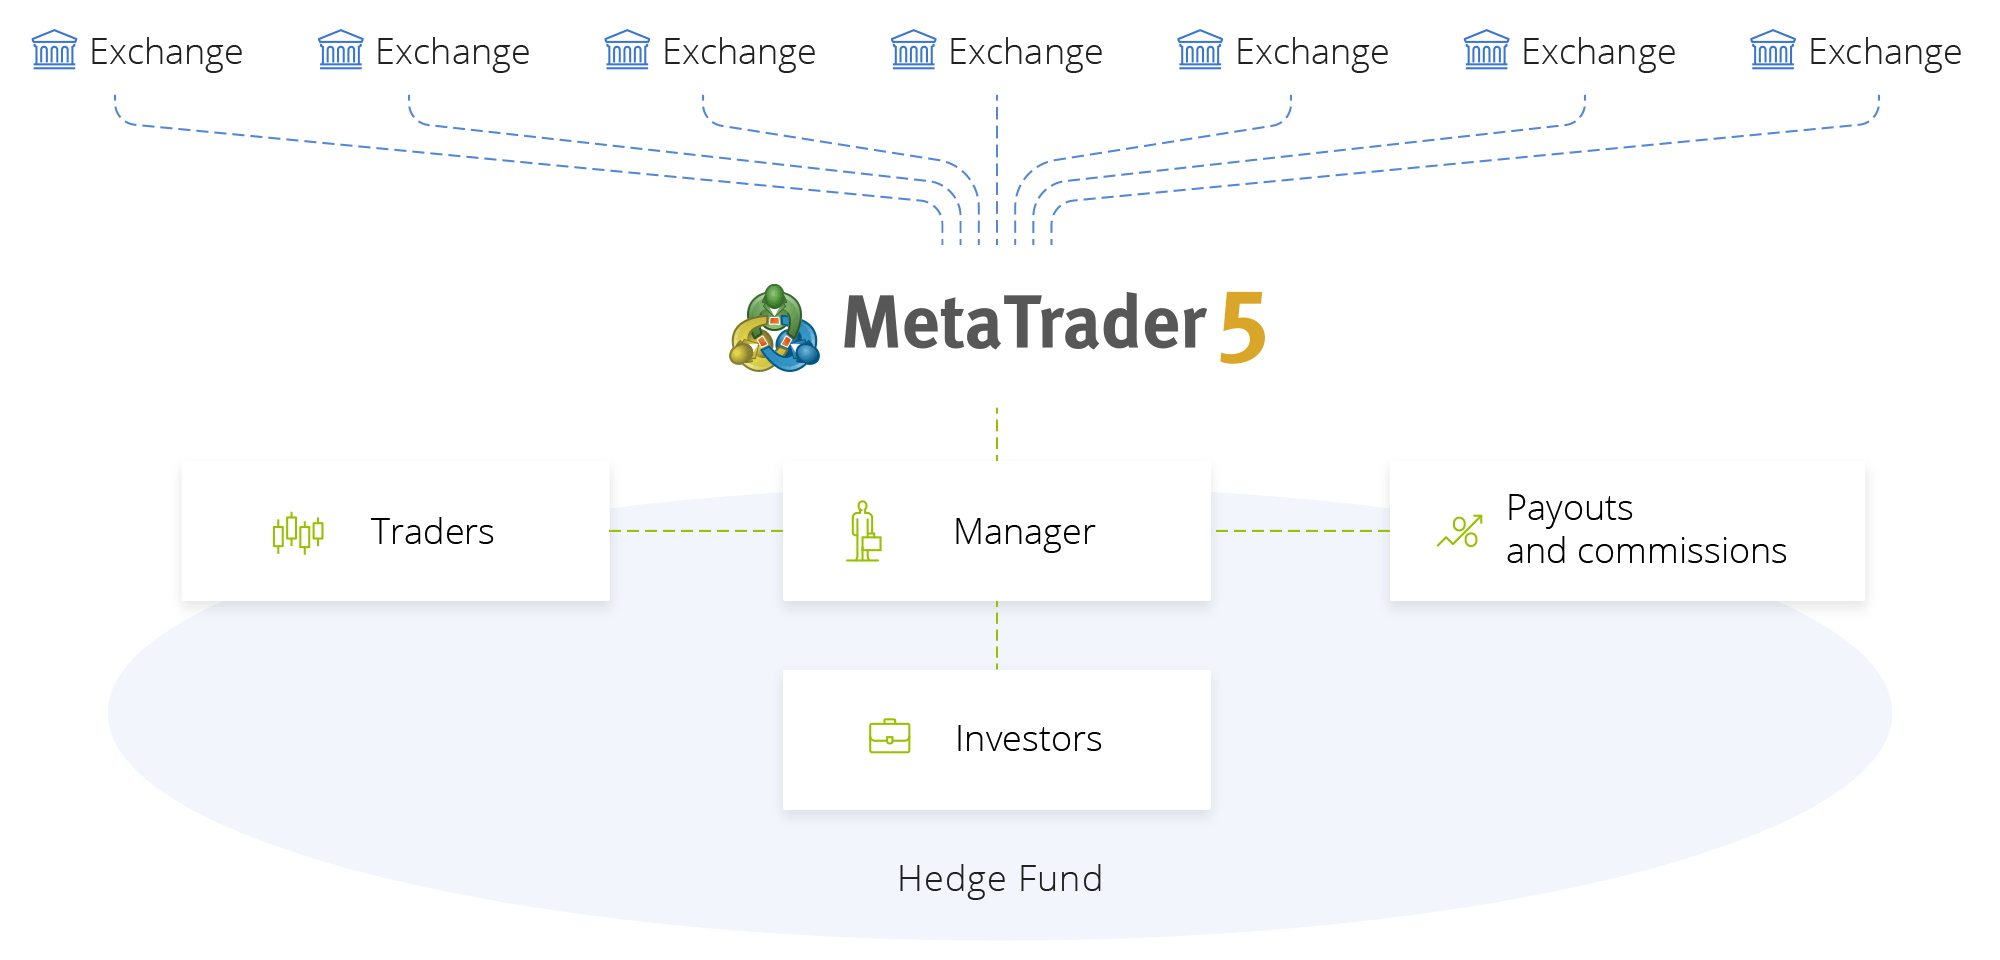 Exchange Exchange Exchange Exchange Exchange Exchange Exchange
MetaTrader 5
Traders
Manager
Payouts
and commissions
Investors
Hedge Fund